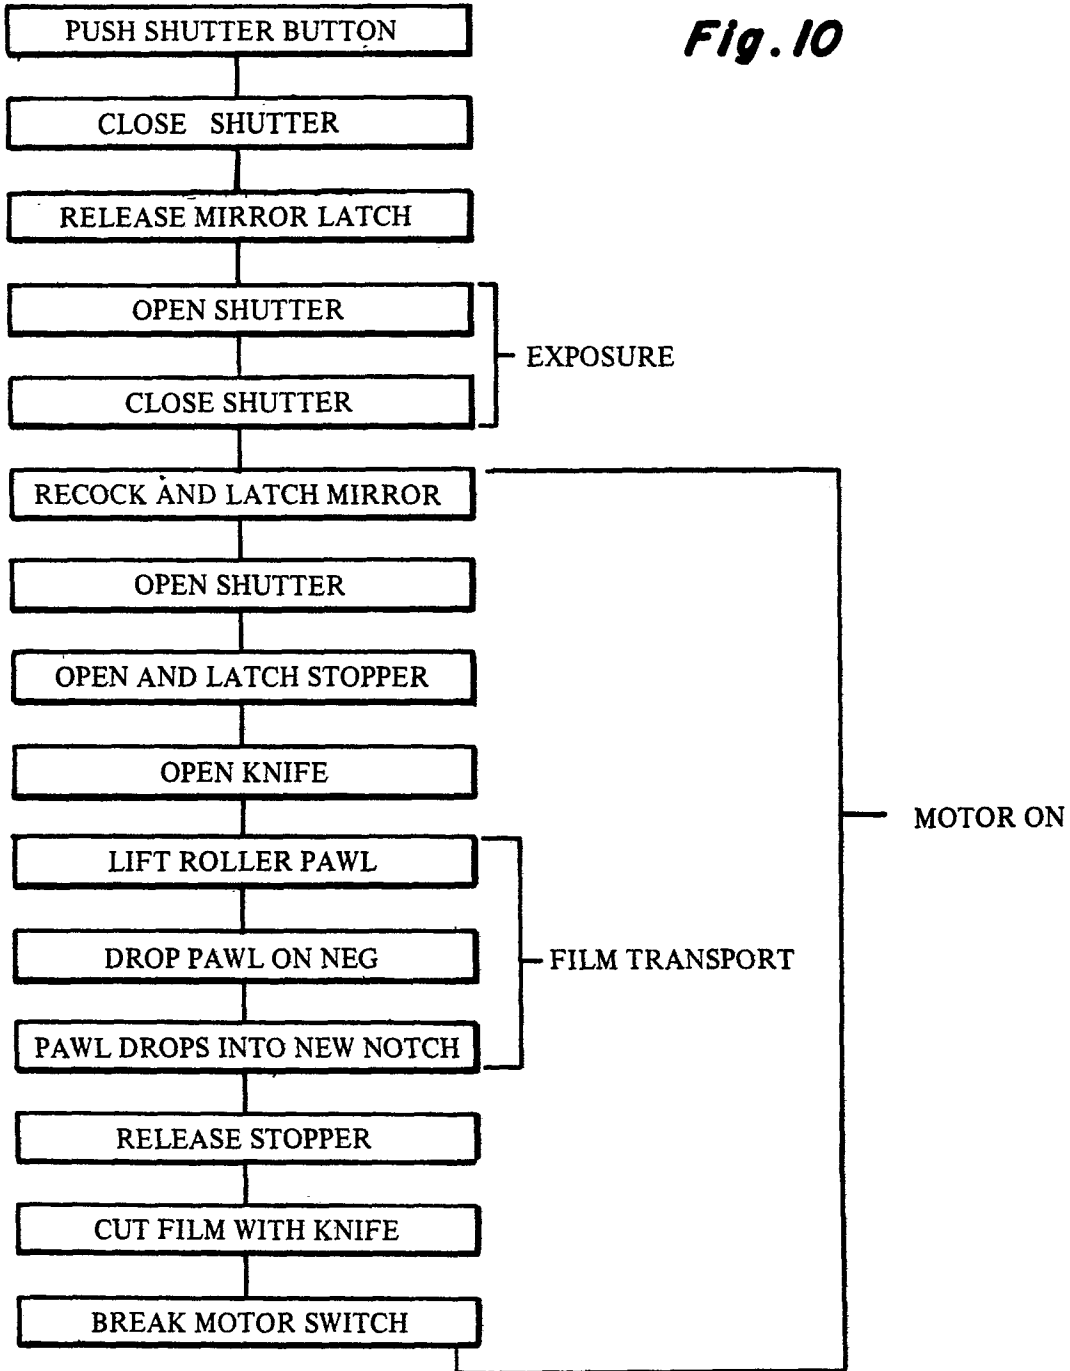 Fig. 10
PUSH SHUTTER BUTTON
CLOSE SHUTTER
RELEASE MIRROR LATCH
OPEN SHUTTER
EXPOSURE
CLOSE SHUTTER
RECOCK AND LATCH MIRROR
OPEN SHUTTER
OPEN AND LATCH STOPPER
OPEN KNIFE
MOTOR ON
LIFT ROLLER PAWL
DROP PAWL ON NEG
FILM TRANSPORT
PAWL DROPS INTO NEW NOTCH
RELEASE STOPPER
CUT FILM WITH KNIFE
BREAK MOTOR SWITCH